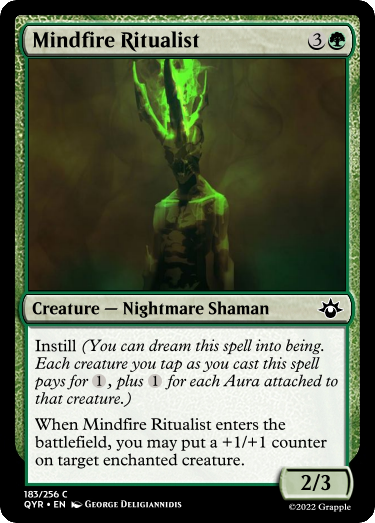 Mindfire Ritualist 3
Creature — Nightmare Shaman
Instill (You can dream this spell into being.
Each creature you tap as you cast this spell
pays for 1, plus 1 for each Aura attached to
that creature.)
When Mindfire Ritualist enters the
battlefield, you may put a +1/+1 counter
on target enchanted creature.
2/3
183/256 C
QYR • EN George Deligiannidis
©2022 Grapple